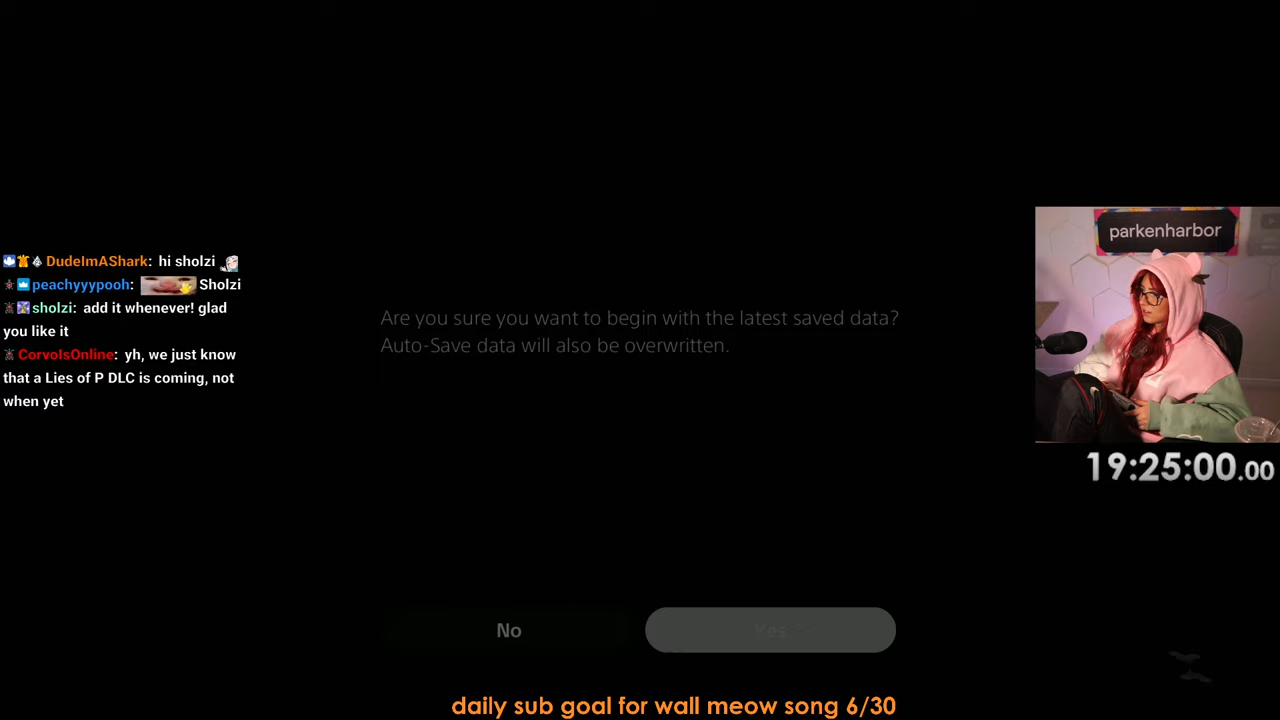 DudeImAShark: hi sholzi
peachyyypooh: Sholzi
sholzi: add it whenever! glad
you like it
CorvoIsOnline: yh, we just know
that a Lies of P DLC is coming, not
when yet
Are you sure you want to begin with the latest saved data?
Auto-Save data will also be overwritten.
No
Yes
parkenharbor
19:25:00.00
daily sub goal for wall meow song 6/30